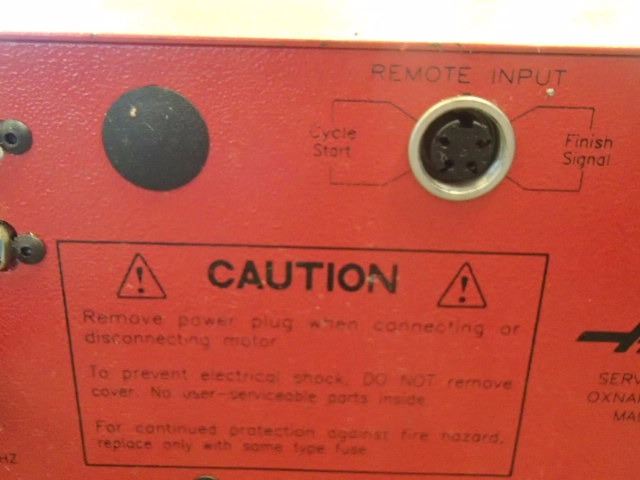 REMOTE INPUT
Cycle
Start
Finish
Signal
CAUTION
Remove power plug when connecting or
disconnecting motor
To prevent electrical shock, DO NOT remove
cover. No user-serviceable parts inside
For continued protection against fire hazard,
replace only with same type fuse
SERV
OXNA
MA
HZ